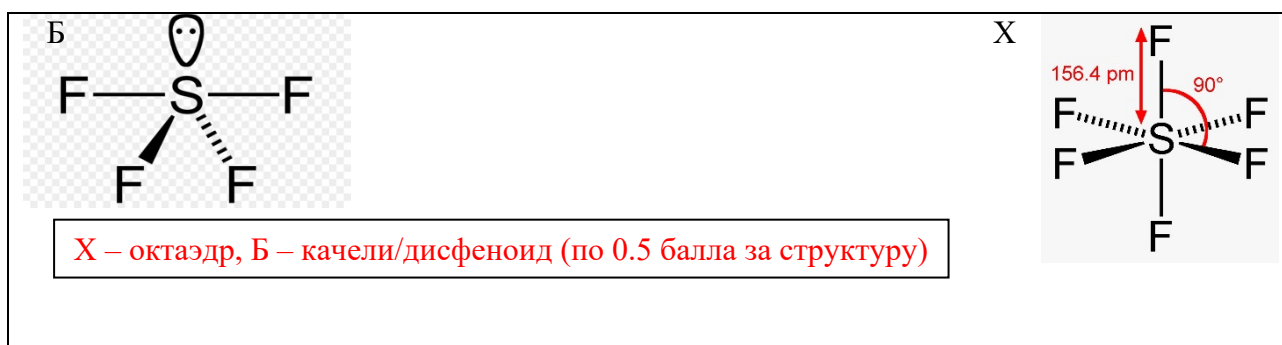 Б
F S F
F F
Х
F
156.4 pm
90°
F F
S
F F
F
Х – октаэдр, Б – качели/дисфеноид (по 0.5 балла за структуру)